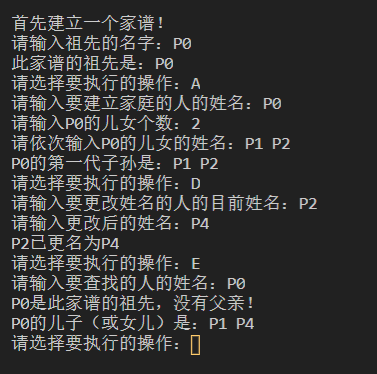 首先建立一个家谱！
请输入祖先的名字：P0
此家谱的祖先是：P0
请选择要执行的操作：A
请输入要建立家庭的人的姓名：P0
请输入P0的儿女个数：2
请依次输入P0的儿女的姓名：P1 P2
P0的第一代子孙是：P1 P2
请选择要执行的操作：D
请输入要更改姓名的人的目前姓名：P2
请输入更改后的姓名：P4
P2已更名为P4
请选择要执行的操作：E
请输入要查找的人的姓名：P0
P0是此家谱的祖先，没有父亲！
P0的儿子（或女儿）是：P1 P4
请选择要执行的操作：